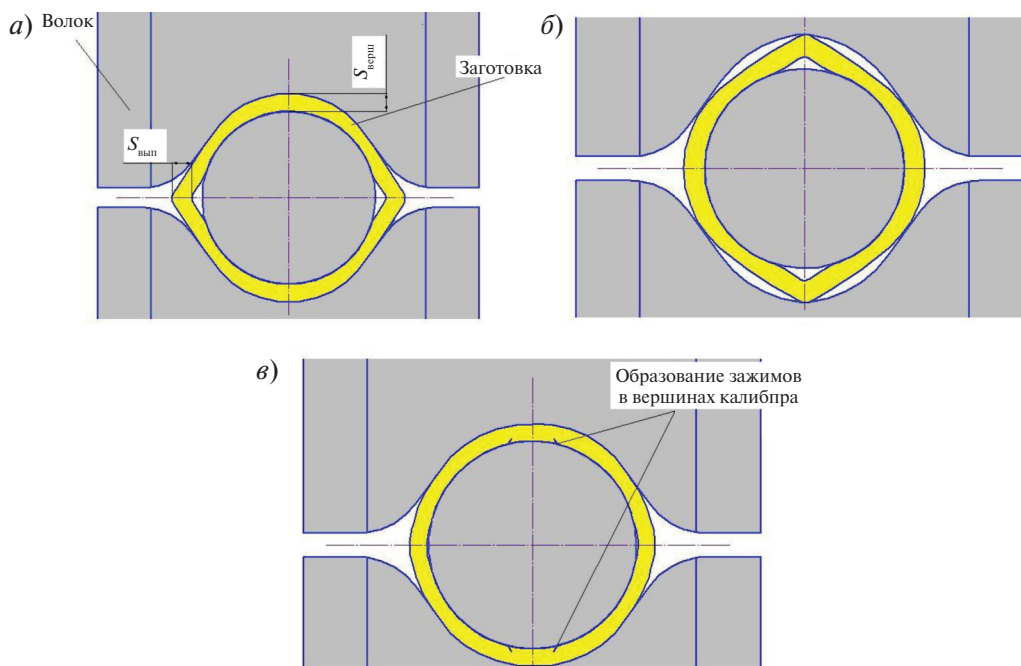 а)
Волок
Sверш
Заготовка
Sвып
б)
в)
Образование зажимов
в вершинах калибпра